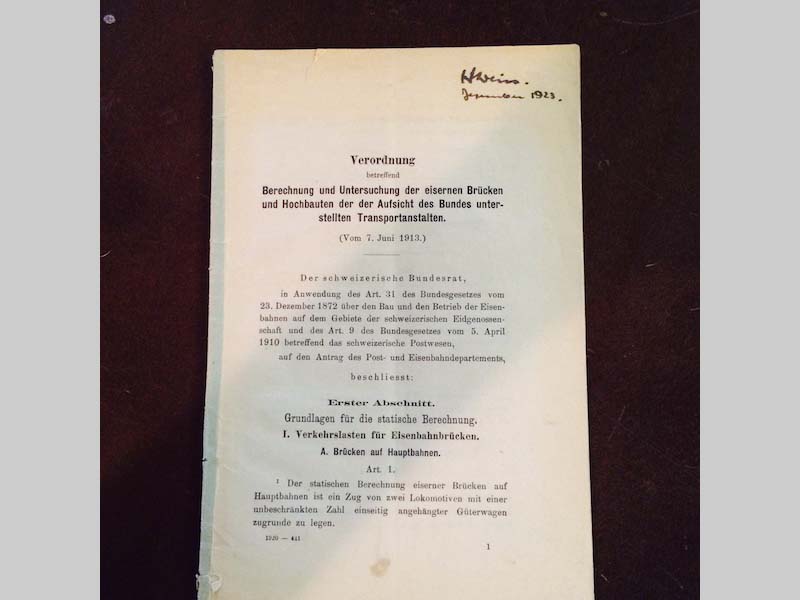 HWeiss.
Dezember 1923.
Verordnung
betreffend
Berechnung und Untersuchung der eisernen Brücken
und Hochbauten der der Aufsicht des Bundes unter-
stellten Transportanstalten.
(Vom 7. Juni 1913.)
Der schweizerische Bundesrat,
in Anwendung des Art. 31 des Bundesgesetzes vom
23. Dezember 1872 über den Bau und den Betrieb der Eisen-
bahnen auf dem Gebiete der schweizerischen Eidgenossen-
schaft und des Art. 9 des Bundesgesetzes vom 5. April
1910 betreffend das schweizerische Postwesen,
auf den Antrag des Post- und Eisenbahndepartements,
beschliesst:
Erster Abschnitt.
Grundlagen für die statische Berechnung.
I. Verkehrslasten für Eisenbahnbrücken.
A. Brücken auf Hauptbahnen.
Art. 1.
¹ Der statischen Berechnung eiserner Brücken auf
Hauptbahnen ist ein Zug von zwei Lokomotiven mit einer
unbeschränkten Zahl einseitig angehängter Güterwagen
zugrunde zu legen.
1920 — 441
1